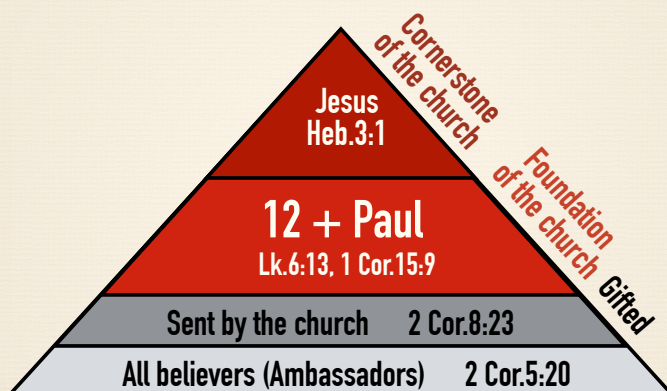 Cornerstone
of the church
Jesus
Heb.3:1
Foundation
of the church
12 + Paul
Lk.6:13, 1 Cor.15:9
Gifted
Sent by the church 2 Cor.8:23
All believers (Ambassadors) 2 Cor.5:20